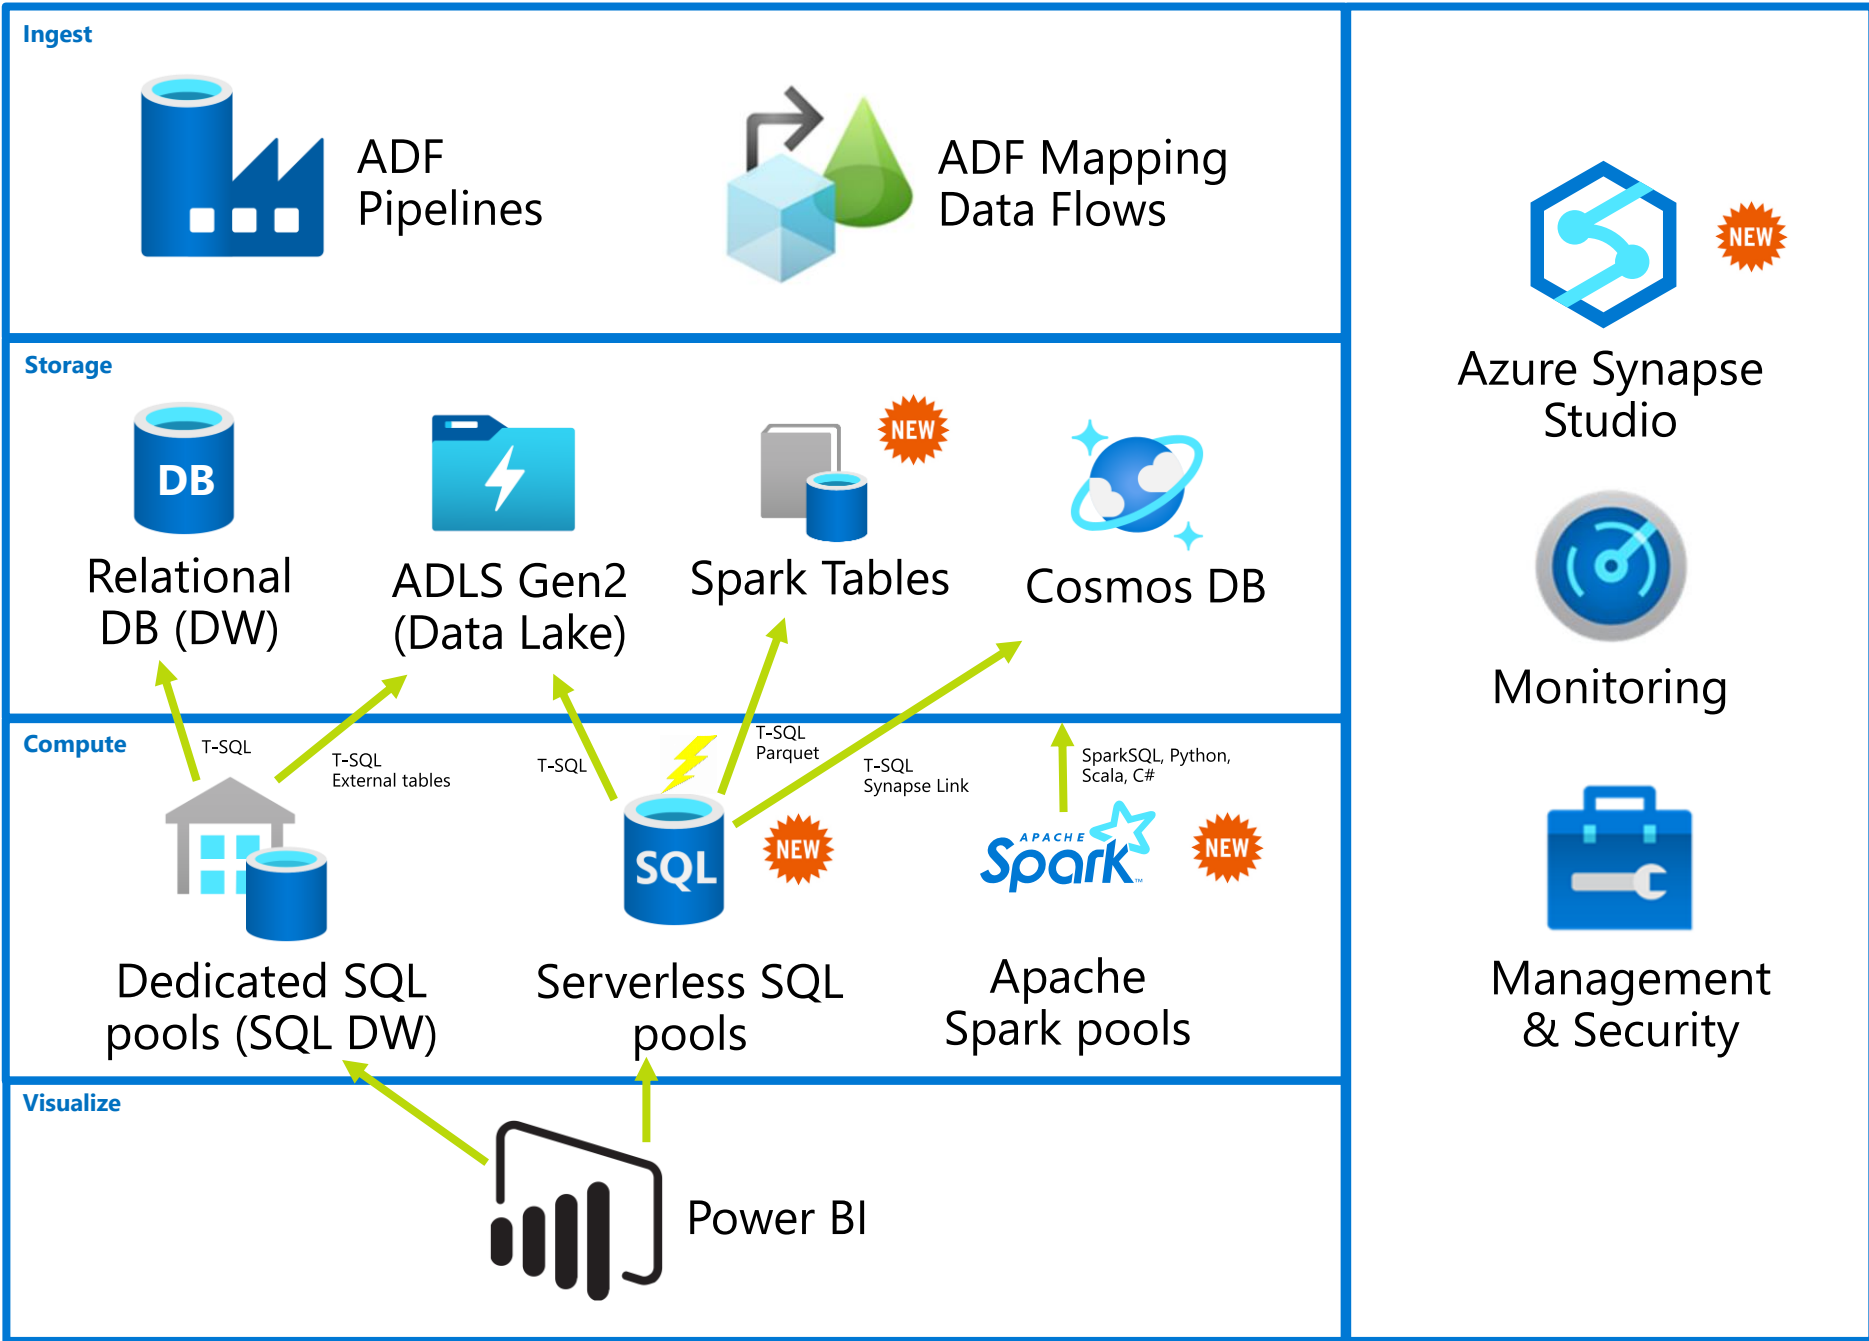 Ingest
ADF
Pipelines
ADF Mapping
Data Flows
Storage
DB
NEW
Relational
DB (DW)
ADLS Gen2
(Data Lake)
Spark Tables
Cosmos DB
Compute
T-SQL
T-SQL
External tables
T-SQL
T-SQL
Parquet
T-SQL
Synapse Link
SparkSQL, Python,
Scala, C#
SQL
NEW
APACHE
Spark™
NEW
Dedicated SQL
pools (SQL DW)
Serverless SQL
pools
Apache
Spark pools
Visualize
Power BI
NEW
Azure Synapse
Studio
Monitoring
Management
& Security